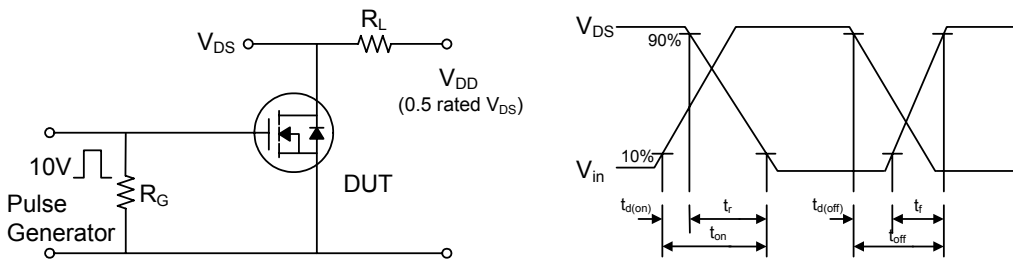 R_L
V_DS
V_DD
(0.5 rated V_DS)
10V
R_G
DUT
Pulse
Generator
V_DS
90%
V_in
10%
t_d(on)
t_r
t_on
t_d(off)
t_f
t_off